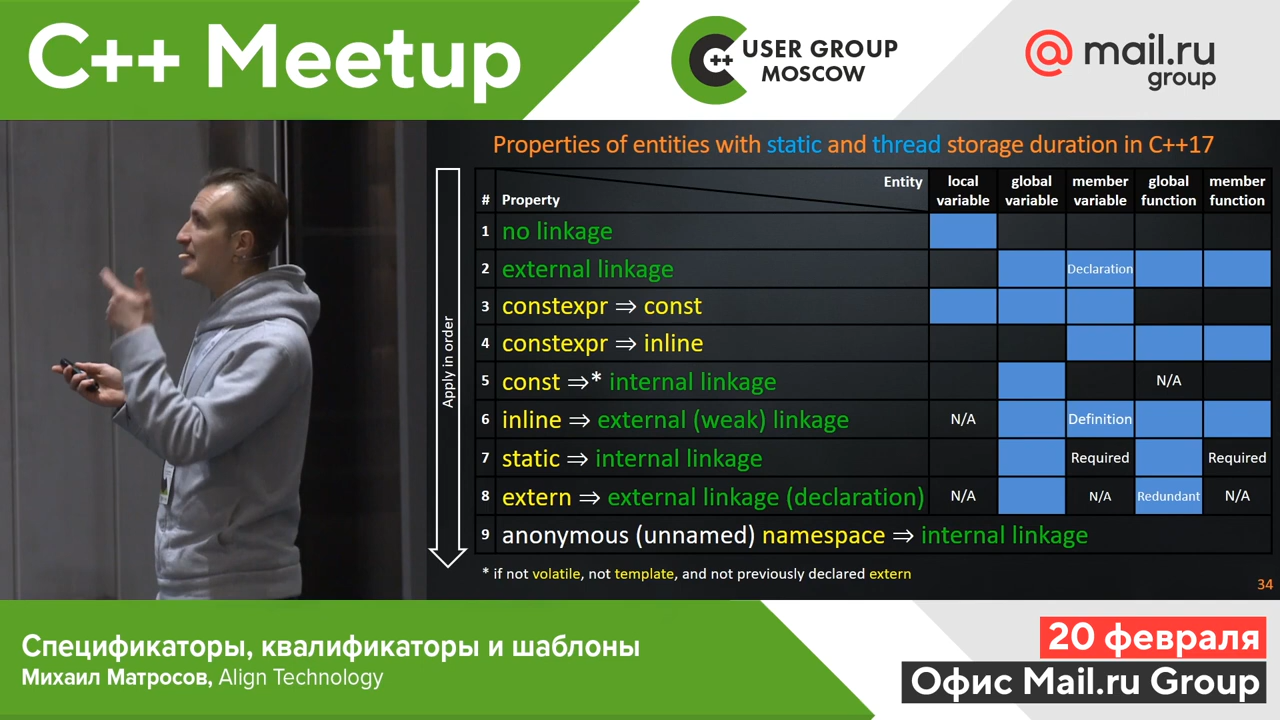 C++ Meetup
C++ USER GROUP
MOSCOW
@mail.ru
group
Properties of entities with static and thread storage duration in C++17
Apply in order
# Property Entity local variable global variable member variable global function member function
1 no linkage
2 external linkage Declaration
3 constexpr ⇒ const
4 constexpr ⇒ inline
5 const ⇒* internal linkage N/A
6 inline ⇒ external (weak) linkage N/A Definition
7 static ⇒ internal linkage Required Required
8 extern ⇒ external linkage (declaration) N/A N/A Redundant N/A
9 anonymous (unnamed) namespace ⇒ internal linkage
* if not volatile, not template, and not previously declared extern
34
Спецификаторы, квалификаторы и шаблоны
Михаил Матросов, Align Technology
20 февраля
Офис Mail.ru Group